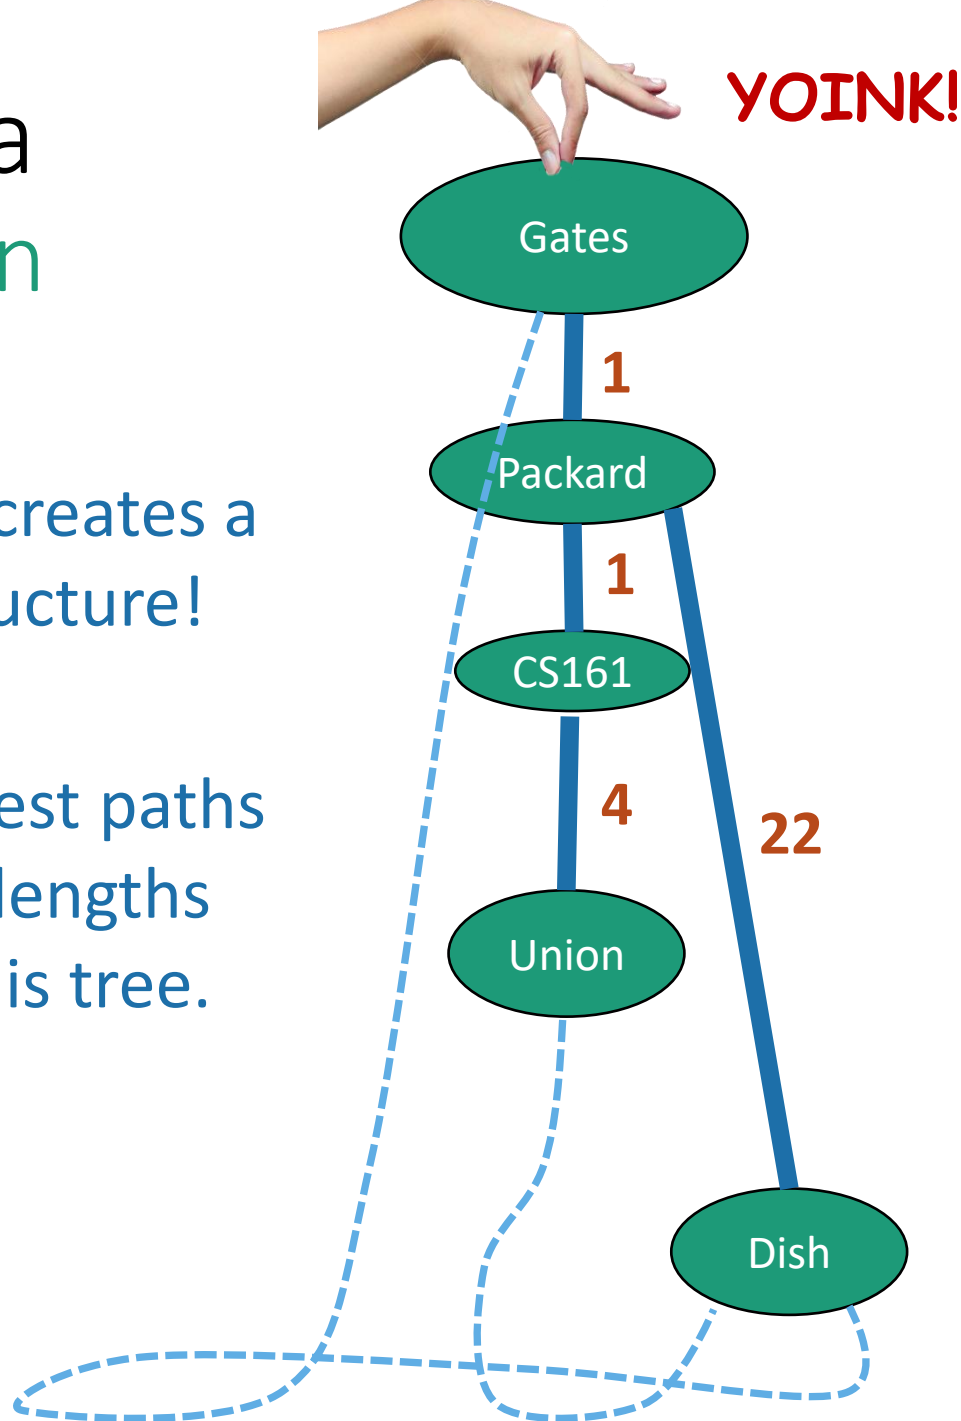 a
n
creates a
ucture!
est paths
lengths
is tree.
YOINK!
Gates
1
Packard
1
CS161
4
22
Union
Dish